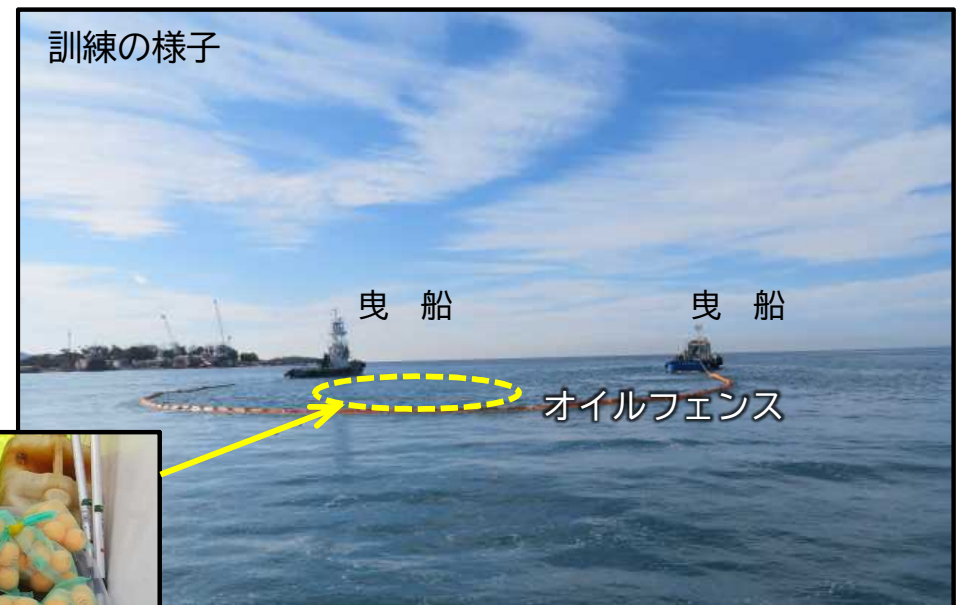 訓練の様子
曳　船
曳　船
オイルフェンス